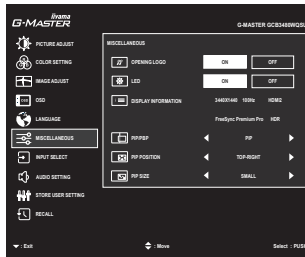 iiyama
G-MASTER
G-MASTER GCB3480WQSU
PICTURE ADJUST
COLOR SETTING
IMAGE ADJUST
OSD
LANGUAGE
MISCELLANEOUS
INPUT SELECT
AUDIO SETTING
STORE USER SETTING
RECALL
MISCELLANEOUS
OPENING LOGO ON OFF
LED ON OFF
DISPLAY INFORMATION 3440X1440 100Hz HDMI2
FreeSync Premium Pro HDR
PIP/PBP PIP
PIP POSITION TOP-RIGHT
PIP SIZE SMALL
: Exit : Move Select : PUSH